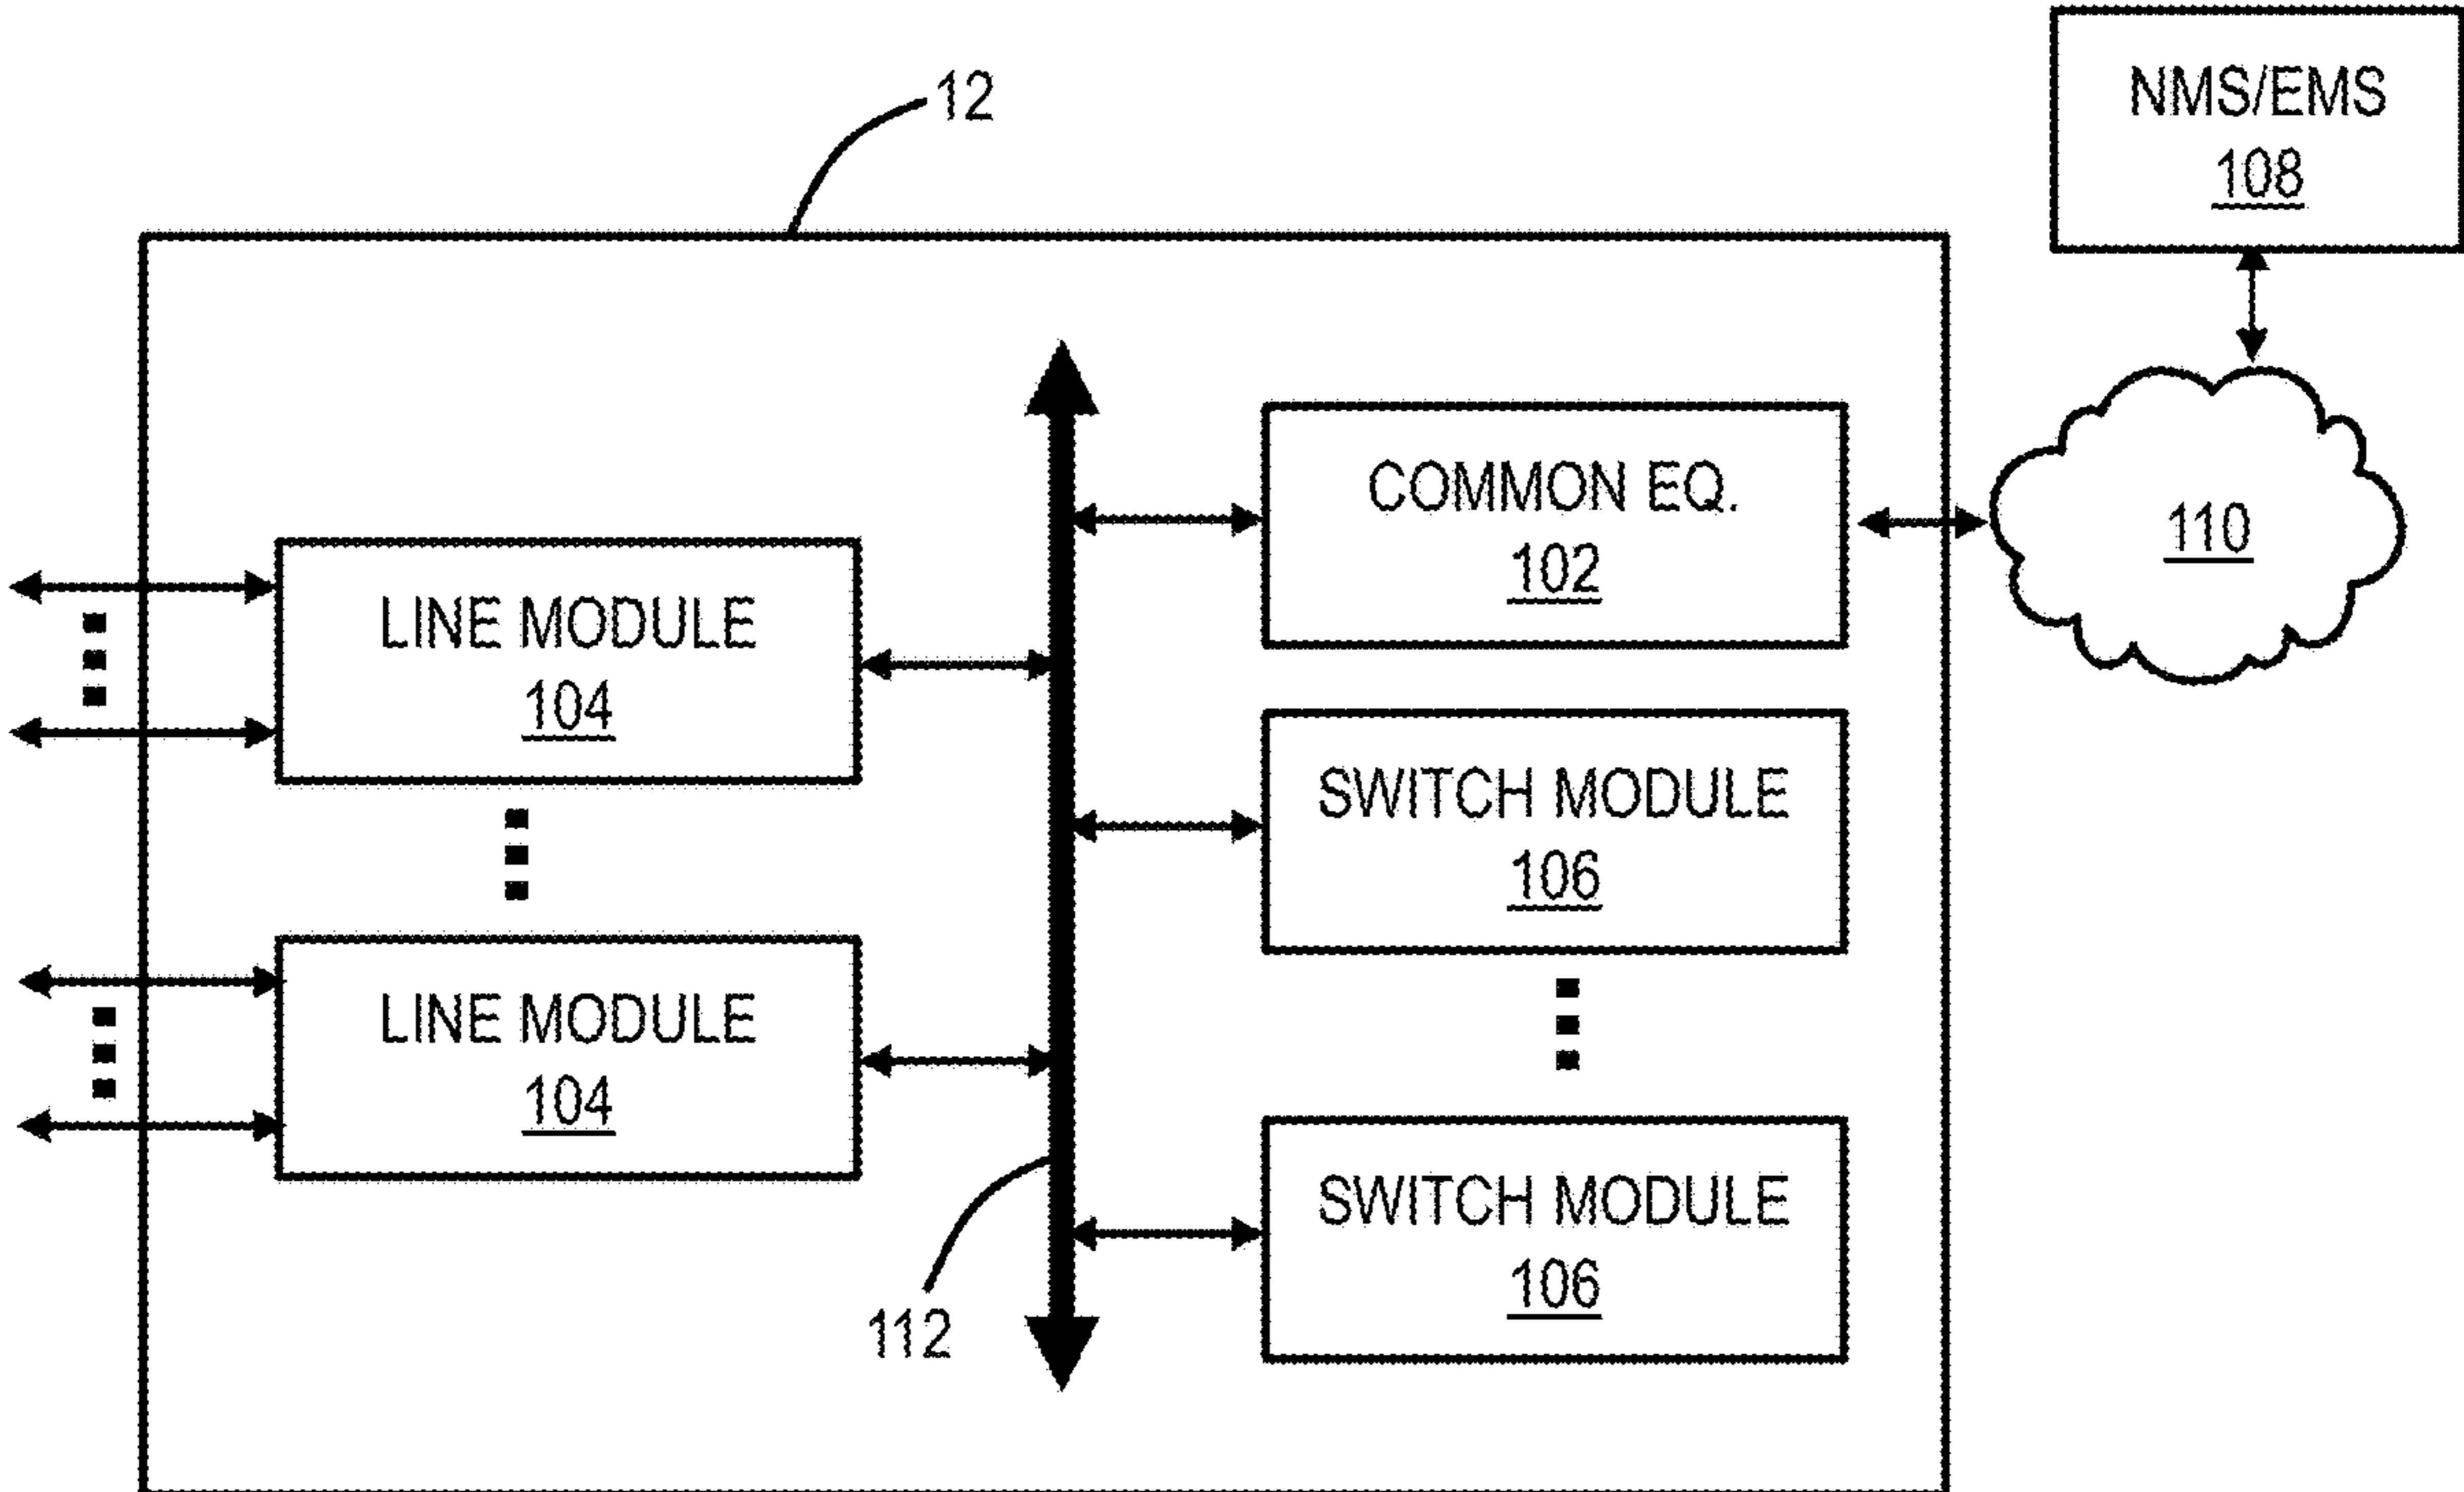 NMS/EMS
108
12
COMMON EQ.
102
110
LINE MODULE
104
SWITCH MODULE
106
LINE MODULE
104
SWITCH MODULE
106
112